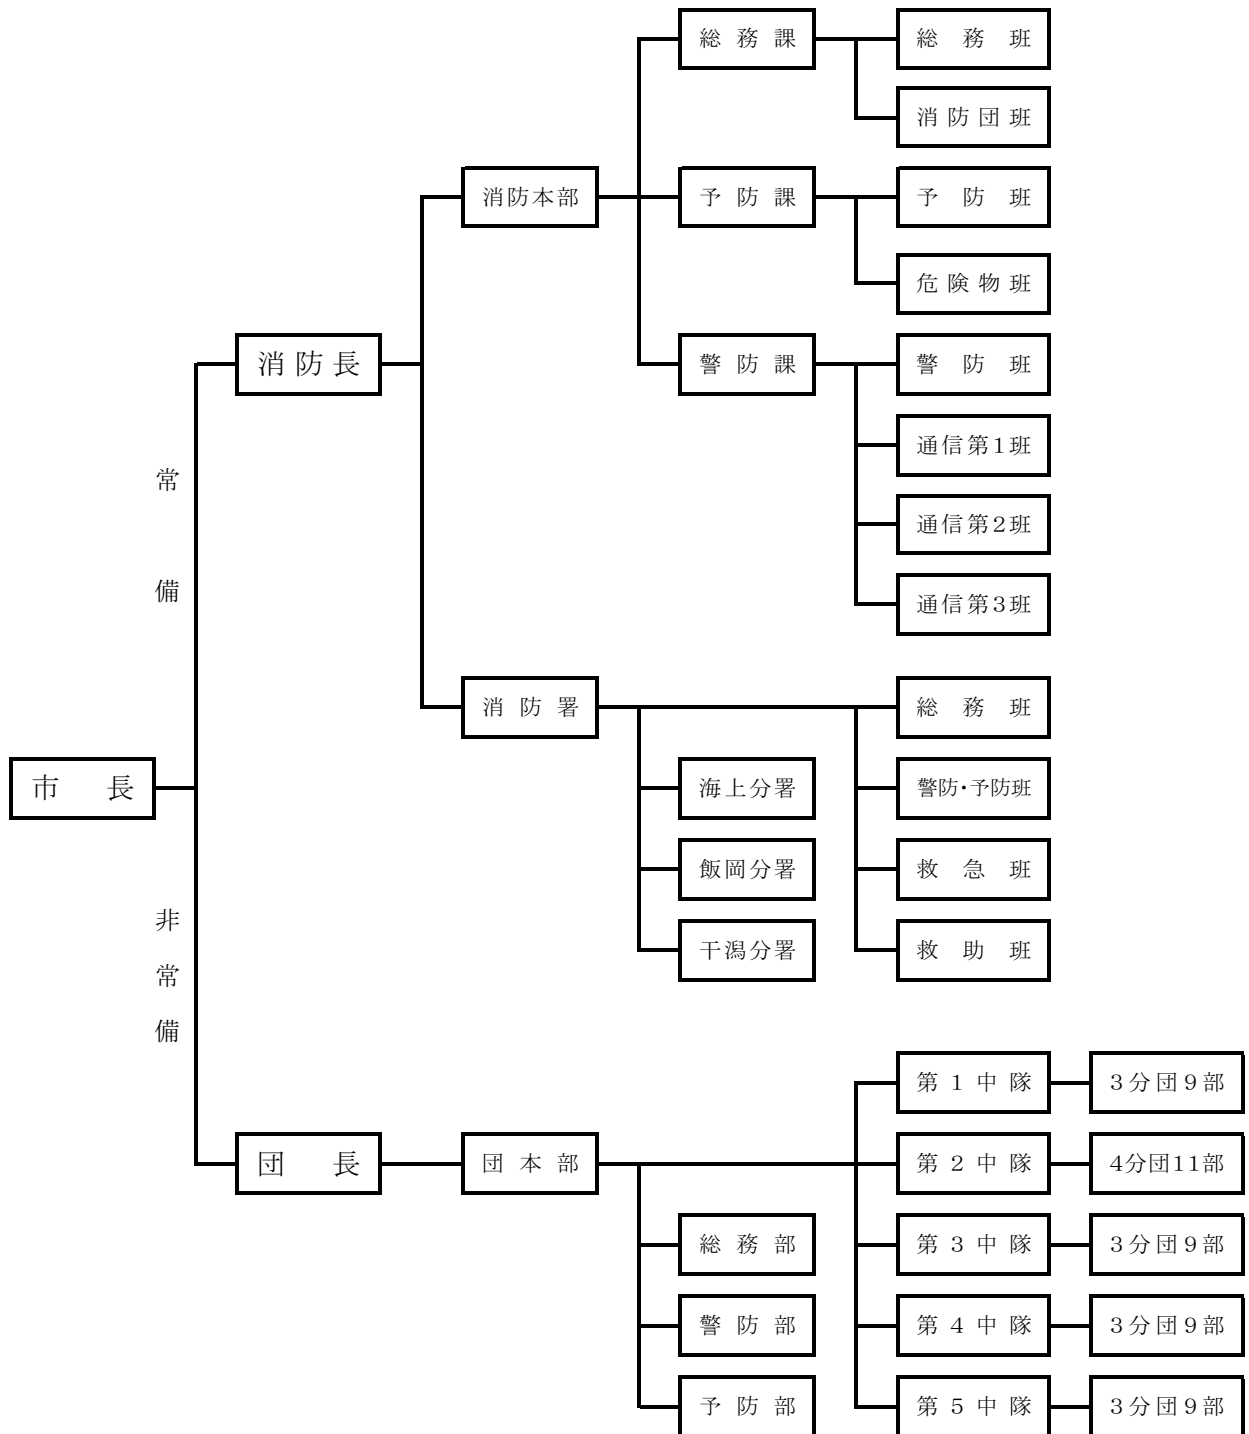 総務課 総務班
消防団班
消防本部 予防課 予防班
危険物班
消防長 警防課 警防班
通信第1班
常
通信第2班
備
通信第3班
消防署 総務班
市長 海上分署 警防・予防班
飯岡分署 救急班
非
干潟分署 救助班
常
備
第1中隊 3分団9部
団長 団本部 第2中隊 4分団11部
総務部 第3中隊 3分団9部
警防部 第4中隊 3分団9部
予防部 第5中隊 3分団9部